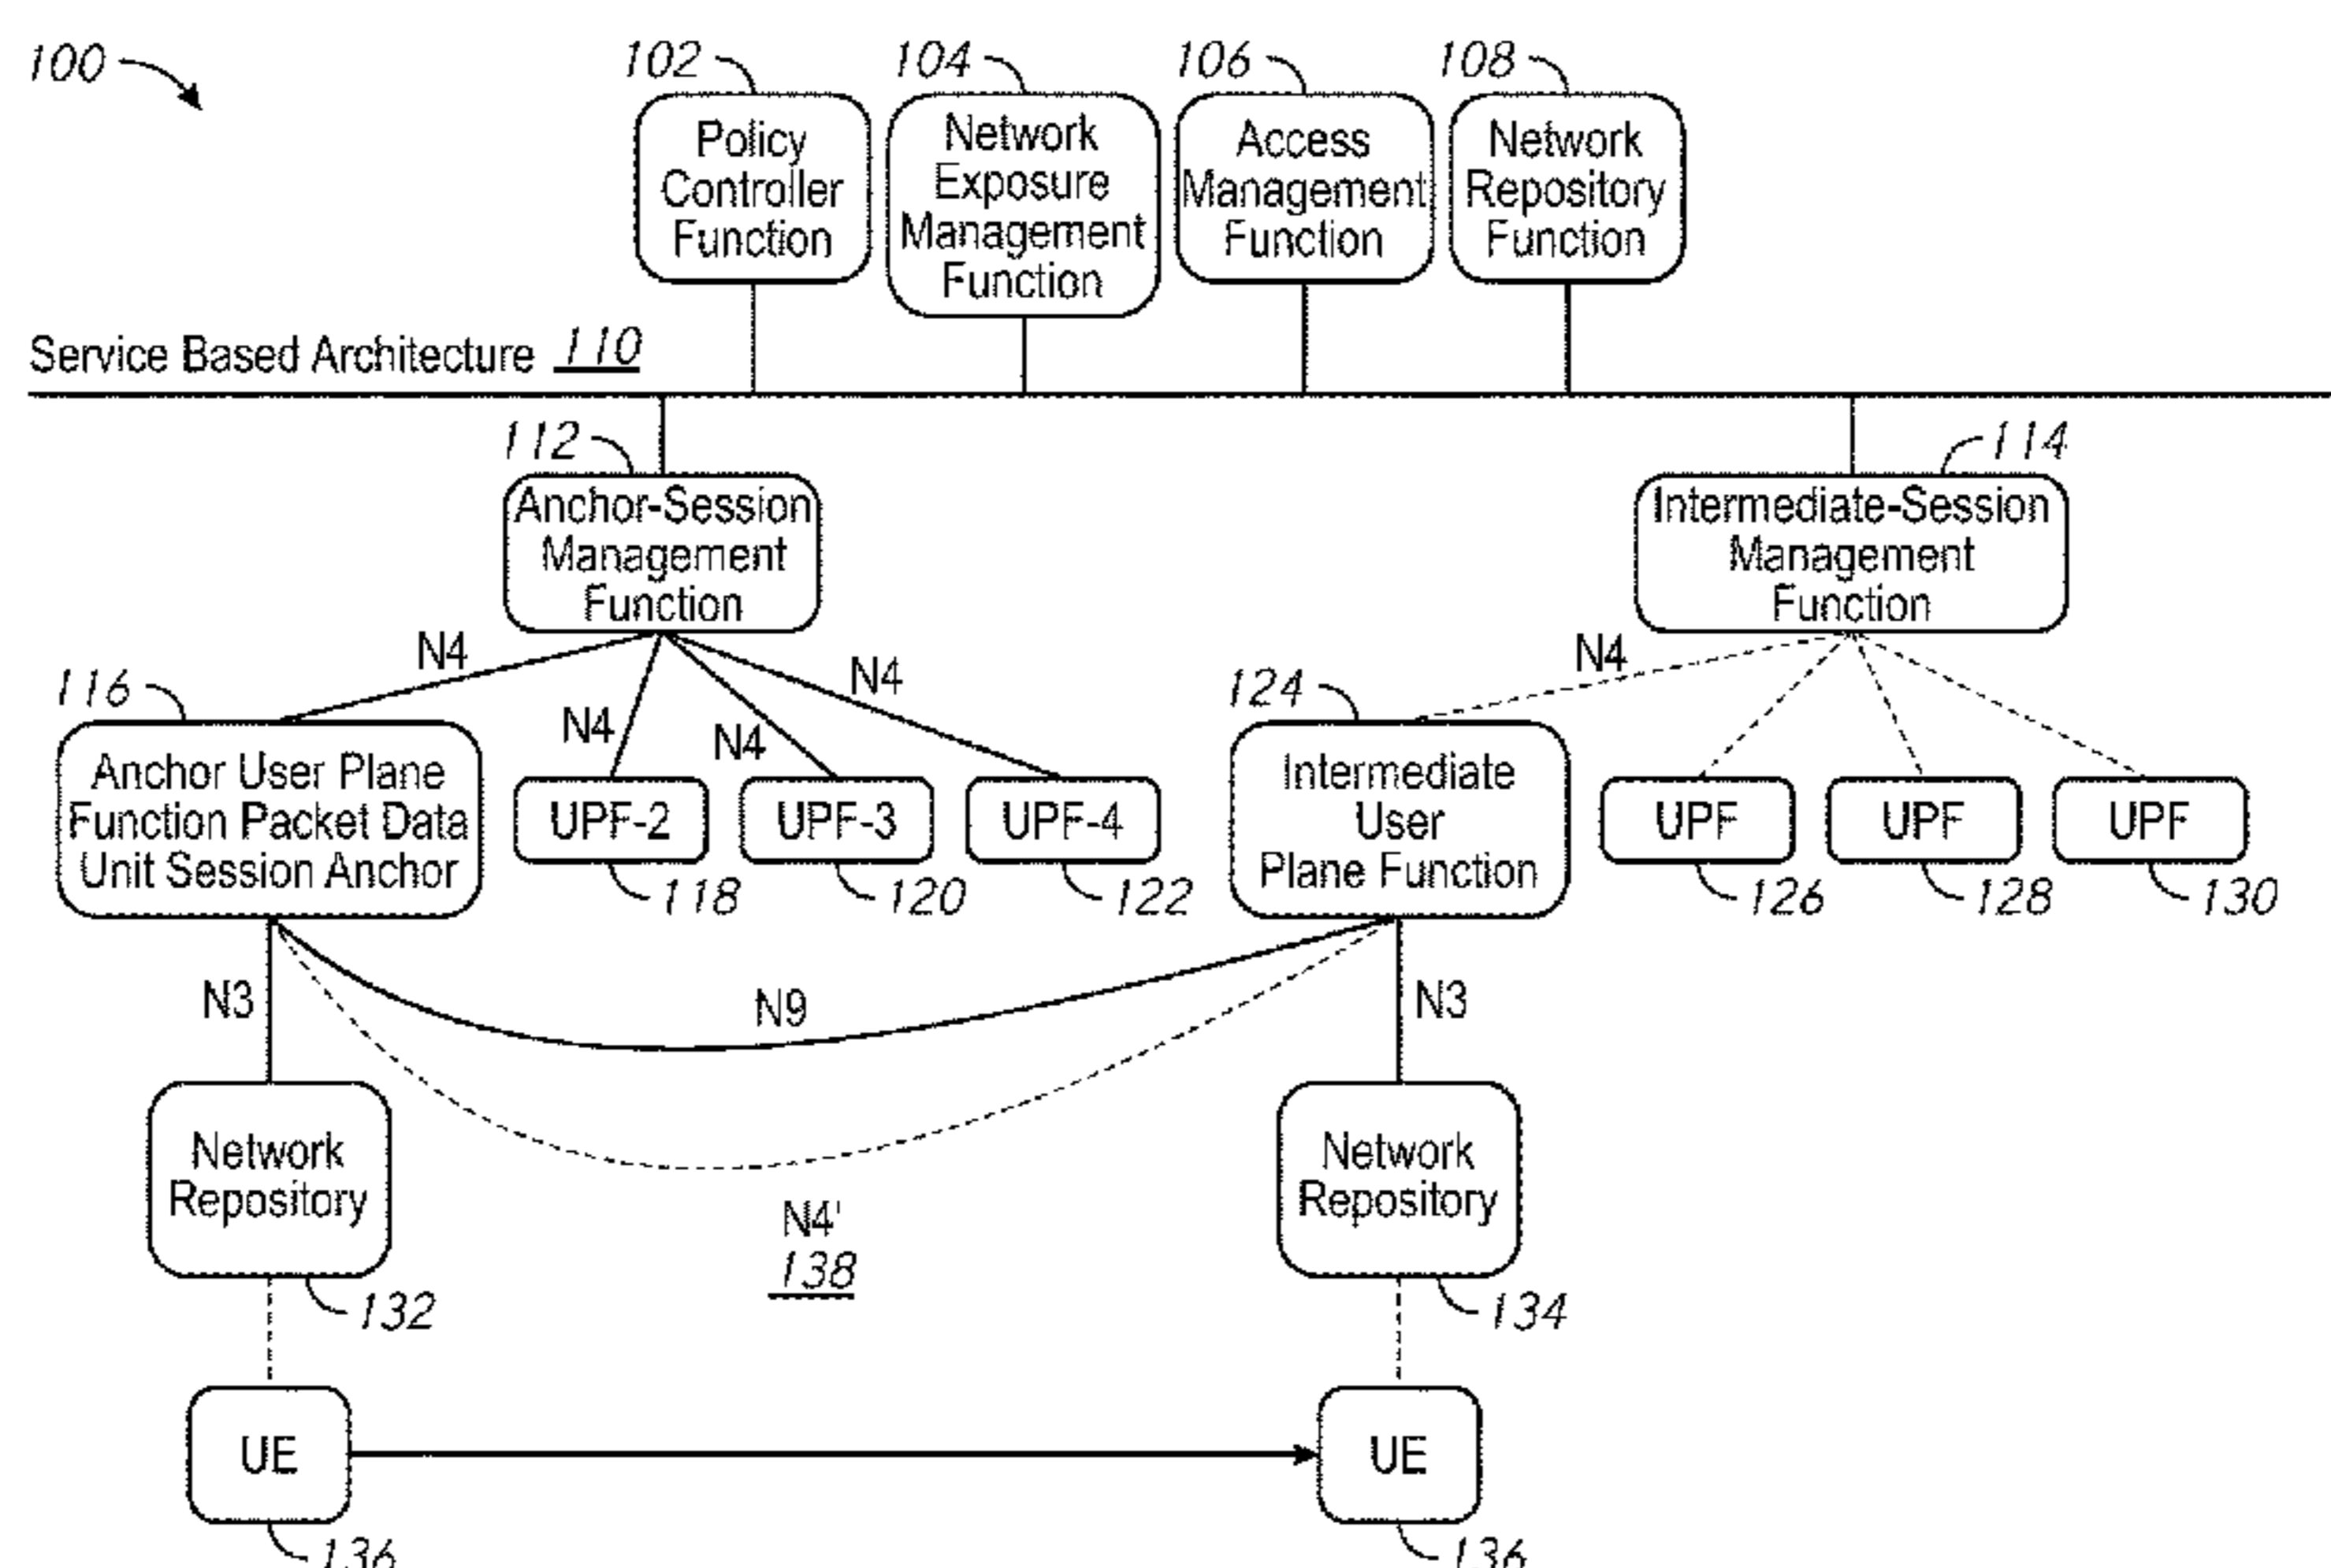 100
102
104
106
108
Policy
Controller
Function
Network
Exposure
Management
Function
Access
Management
Function
Network
Repository
Function
Service Based Architecture 110
112
Anchor-Session
Management
Function
114
Intermediate-Session
Management
Function
N4
N4
N4
N4
N4
116
Anchor User Plane
Function Packet Data
Unit Session Anchor
UPF-2
118
UPF-3
120
UPF-4
122
124
Intermediate
User
Plane Function
UPF
126
UPF
128
UPF
130
N3
N9
N3
Network
Repository
132
N4'
138
Network
Repository
134
UE
136
UE
136